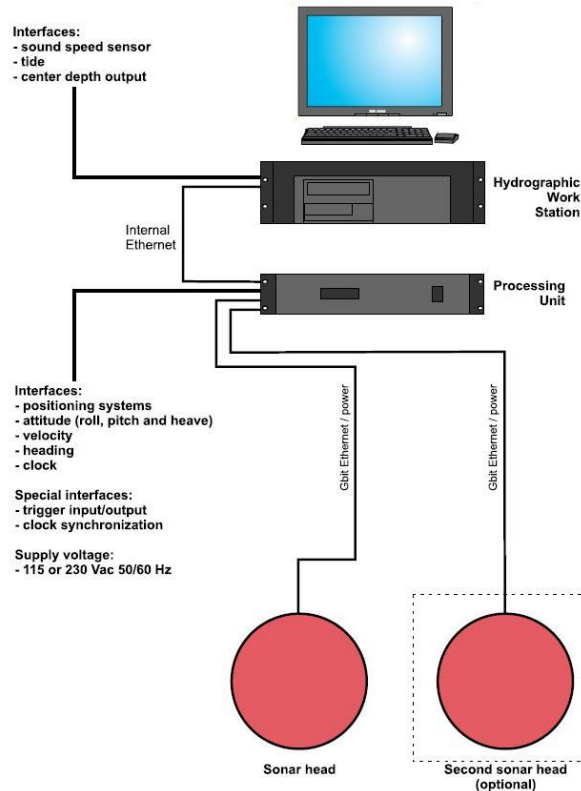 Interfaces:
- sound speed sensor
- tide
- center depth output
Hydrographic
Work
Station
Internal
Ethernet
Processing
Unit
Interfaces:
- positioning systems
- attitude (roll, pitch and heave)
- velocity
- heading
- clock
Special interfaces:
- trigger input/output
- clock synchronization
Supply voltage:
- 115 or 230 Vac 50/60 Hz
Gbit Ethernet / power
Gbit Ethernet / power
Sonar head
Second sonar head
(optional)